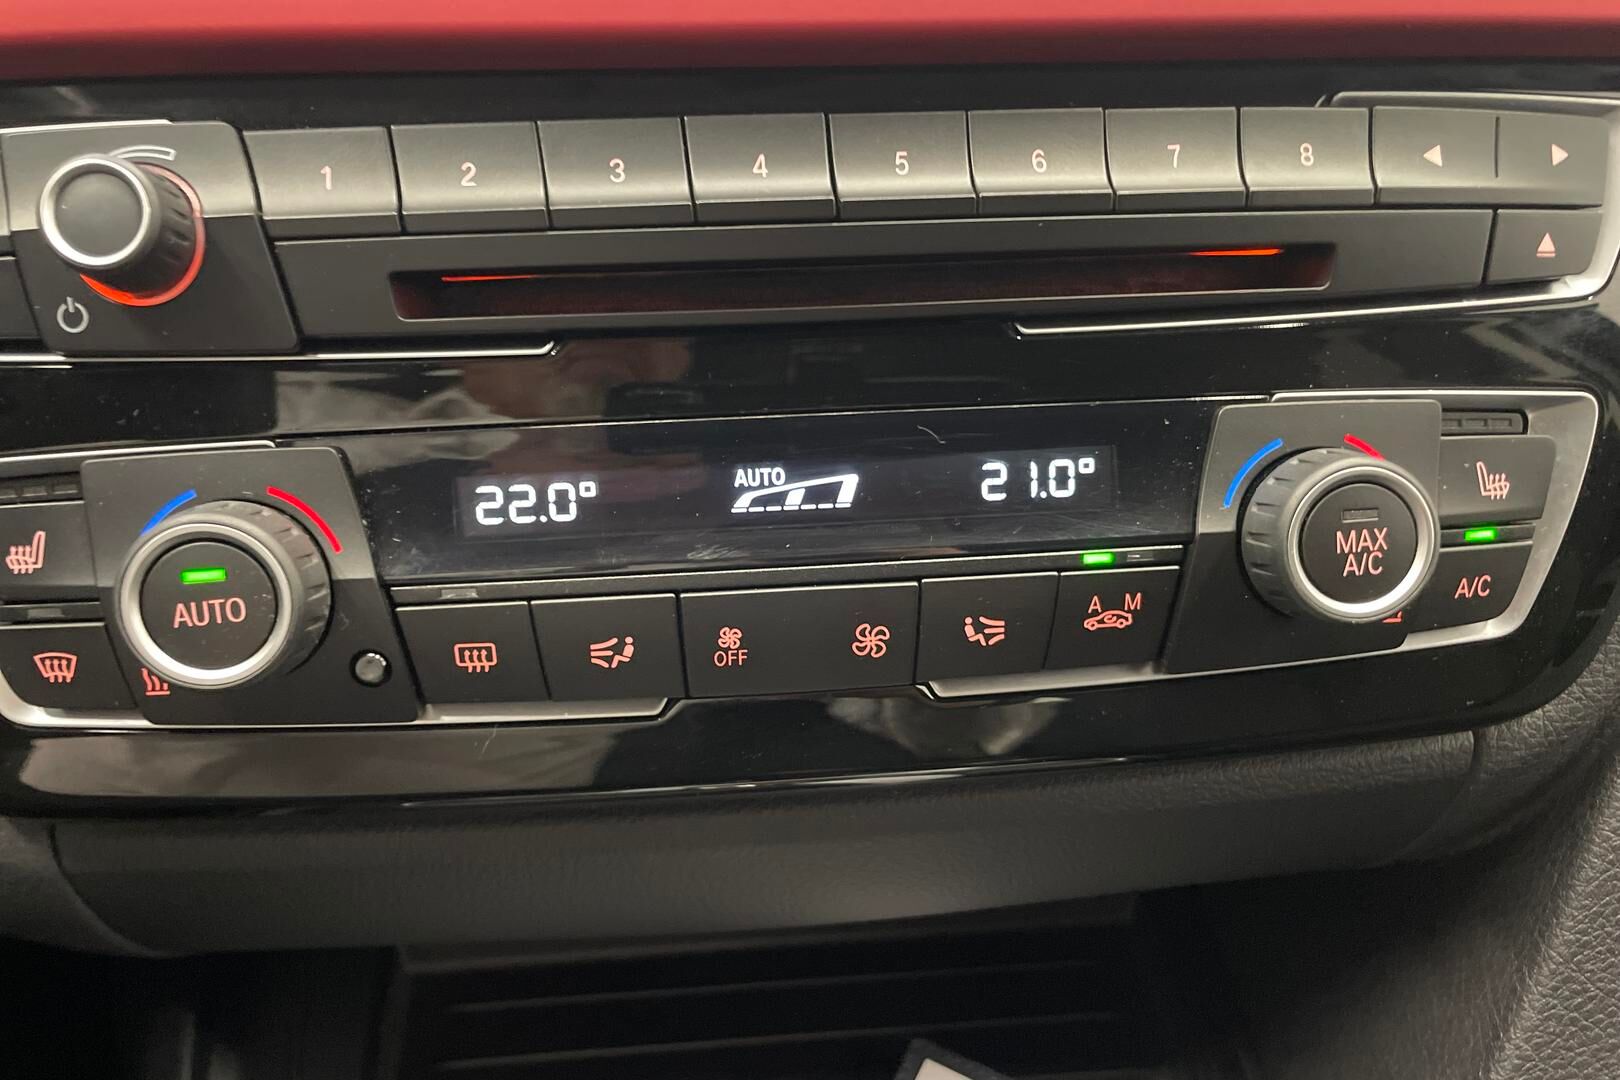 1 2 3 4 5 6 7 8
22.0° AUTO 21.0°
AUTO
OFF
A M
MAX
A/C
A/C